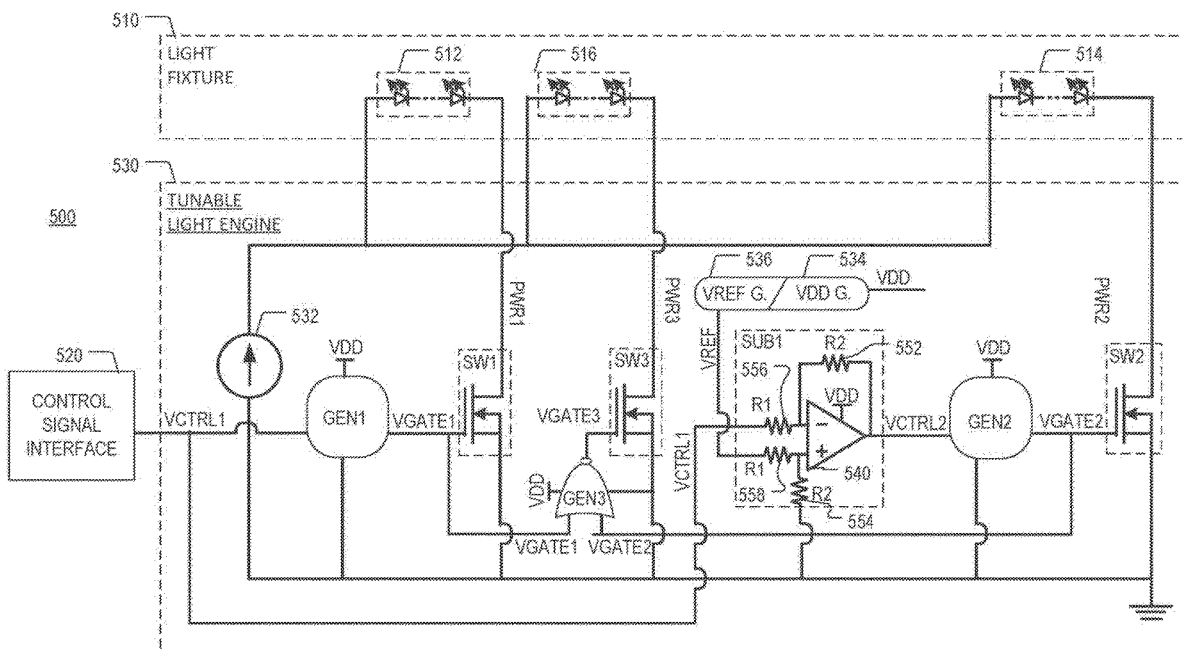 510
LIGHT
FIXTURE
512
516
514
530
TUNABLE
LIGHT ENGINE
500
PWR1
PWR3
536
534
VREF G.
VDD G.
VDD
PWR2
532
VREF
SUB1
R2
552
520
VDD
SW1
SW3
556
VDD
SW2
CONTROL
SIGNAL
INTERFACE
VCTRL1
GEN1
VGATE1
VGATE3
R1
VDD
VCTRL2
GEN2
VGATE2
VCTRL1
R1
540
VDD
GEN3
558
R2
554
VGATE1
VGATE2